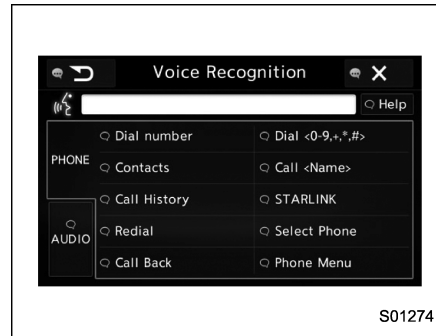 Voice Recognition
Help
PHONE
Dial number
Dial <0-9,+,*,#>
Contacts
Call <Name>
Call History
STARLINK
AUDIO
Redial
Select Phone
Call Back
Phone Menu
S01274